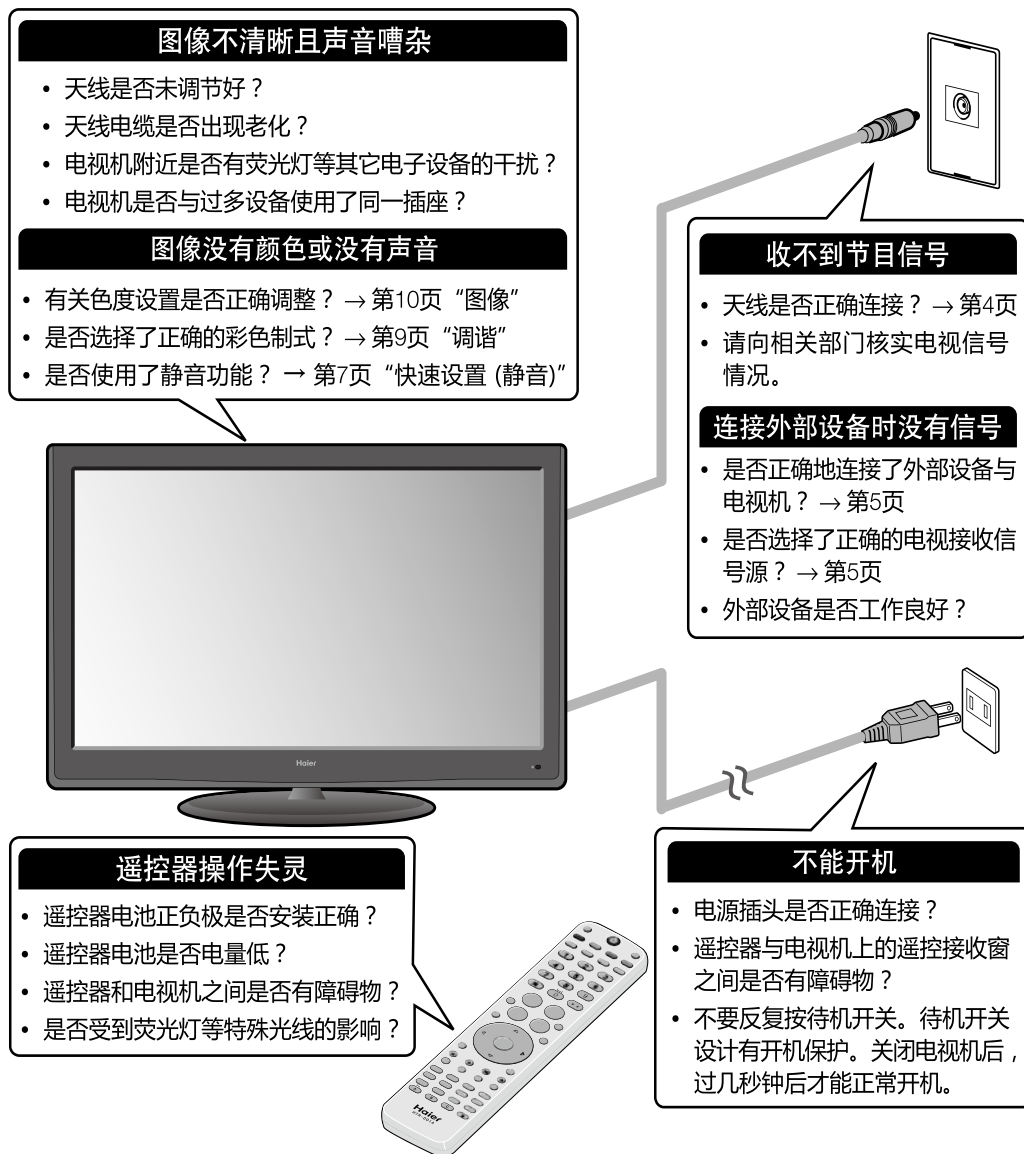 图像不清晰且声音嘈杂
• 天线是否未调节好？
• 天线电缆是否出现老化？
• 电视机附近是否有荧光灯等其它电子设备的干扰？
• 电视机是否与过多设备使用了同一插座？
图像没有颜色或没有声音
• 有关色度设置是否正确调整？ → 第10页“图像”
• 是否选择了正确的彩色制式？ → 第9页“调谐”
• 是否使用了静音功能？ → 第7页“快速设置 (静音)”
收不到节目信号
• 天线是否正确连接？ → 第4页
• 请向相关部门核实电视信号
情况。
连接外部设备时没有信号
• 是否正确地连接了外部设备与
电视机？ → 第5页
• 是否选择了正确的电视接收信
号源？ → 第5页
• 外部设备是否工作良好？
Haier
遥控器操作失灵
• 遥控器电池正负极是否安装正确？
• 遥控器电池是否电量低？
• 遥控器和电视机之间是否有障碍物？
• 是否受到荧光灯等特殊光线的影响？
Haier
不能开机
• 电源插头是否正确连接？
• 遥控器与电视机上的遥控接收窗
之间是否有障碍物？
• 不要反复按待机开关。待机开关
设计有开机保护。关闭电视机后，
过几秒钟后才能正常开机。